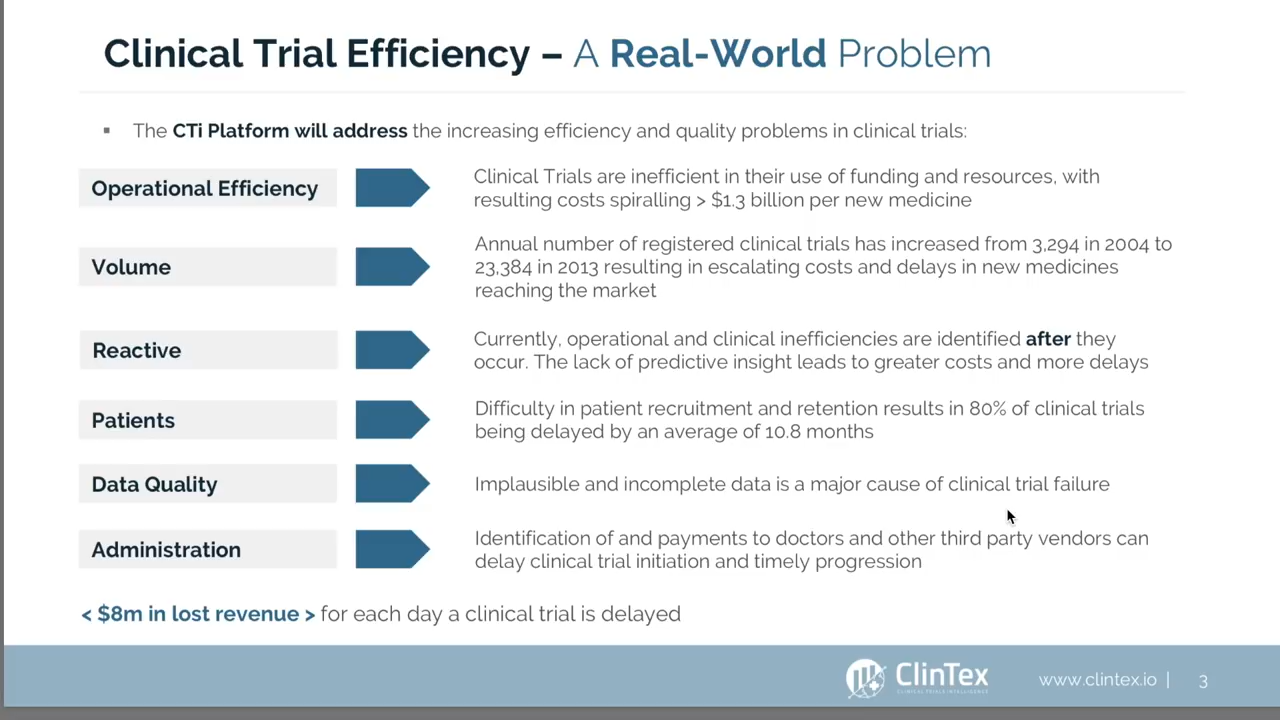 Clinical Trial Efficiency – A Real-World Problem
▪ The CTi Platform will address the increasing efficiency and quality problems in clinical trials:
Operational Efficiency
Clinical Trials are inefficient in their use of funding and resources, with
resulting costs spiralling > $1.3 billion per new medicine
Volume
Annual number of registered clinical trials has increased from 3,294 in 2004 to
23,384 in 2013 resulting in escalating costs and delays in new medicines
reaching the market
Reactive
Currently, operational and clinical inefficiencies are identified after they
occur. The lack of predictive insight leads to greater costs and more delays
Patients
Difficulty in patient recruitment and retention results in 80% of clinical trials
being delayed by an average of 10.8 months
Data Quality
Implausible and incomplete data is a major cause of clinical trial failure
Administration
Identification of and payments to doctors and other third party vendors can
delay clinical trial initiation and timely progression
< $8m in lost revenue > for each day a clinical trial is delayed
ClinTex
CLINICAL TRIALS INTELLIGENCE
www.clintex.io | 3